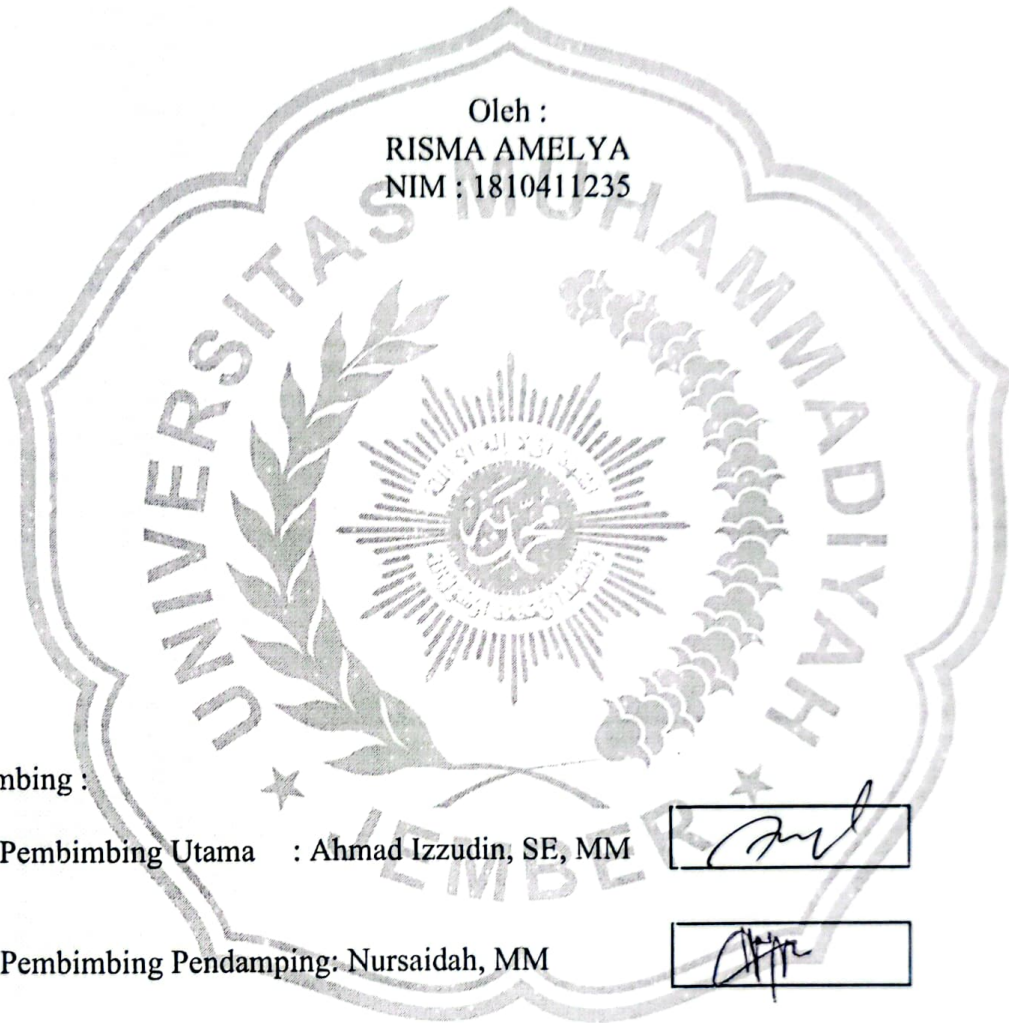 Oleh :
RISMA AMELYA
NIM : 1810411235
UNIVERSITAS MUHAMMADIYAH
JEMBER
mbing :
Pembimbing Utama : Ahmad Izzudin, SE, MM
Pembimbing Pendamping: Nursaidah, MM